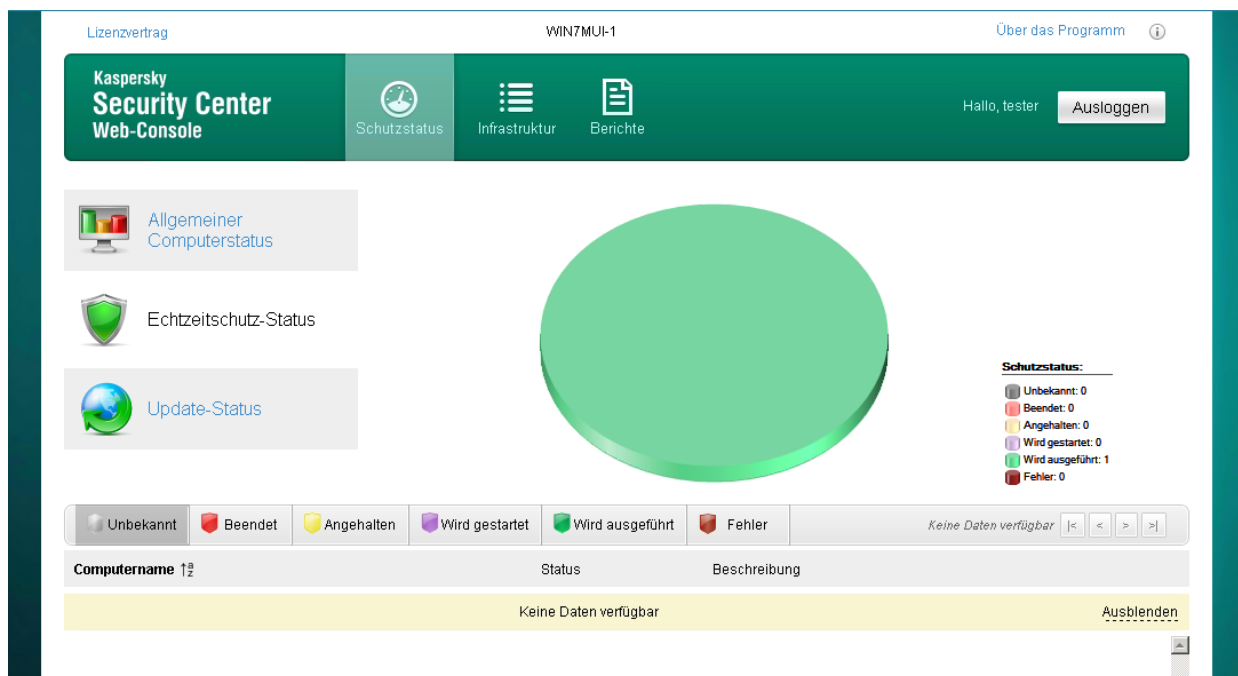 Lizenzvertrag
WIN7MUI-1
Über das Programm
Kaspersky
Security Center
Web-Console
Schutzstatus
Infrastruktur
Berichte
Hallo, tester
Ausloggen
Allgemeiner
Computerstatus
Echtzeitschutz-Status
Update-Status
Schutzstatus:
Unbekannt: 0
Beendet: 0
Angehalten: 0
Wird gestartet: 0
Wird ausgeführt: 1
Fehler: 0
Unbekannt
Beendet
Angehalten
Wird gestartet
Wird ausgeführt
Fehler
Keine Daten verfügbar |< < > >|
Computername ↑az
Status
Beschreibung
Keine Daten verfügbar
Ausblenden